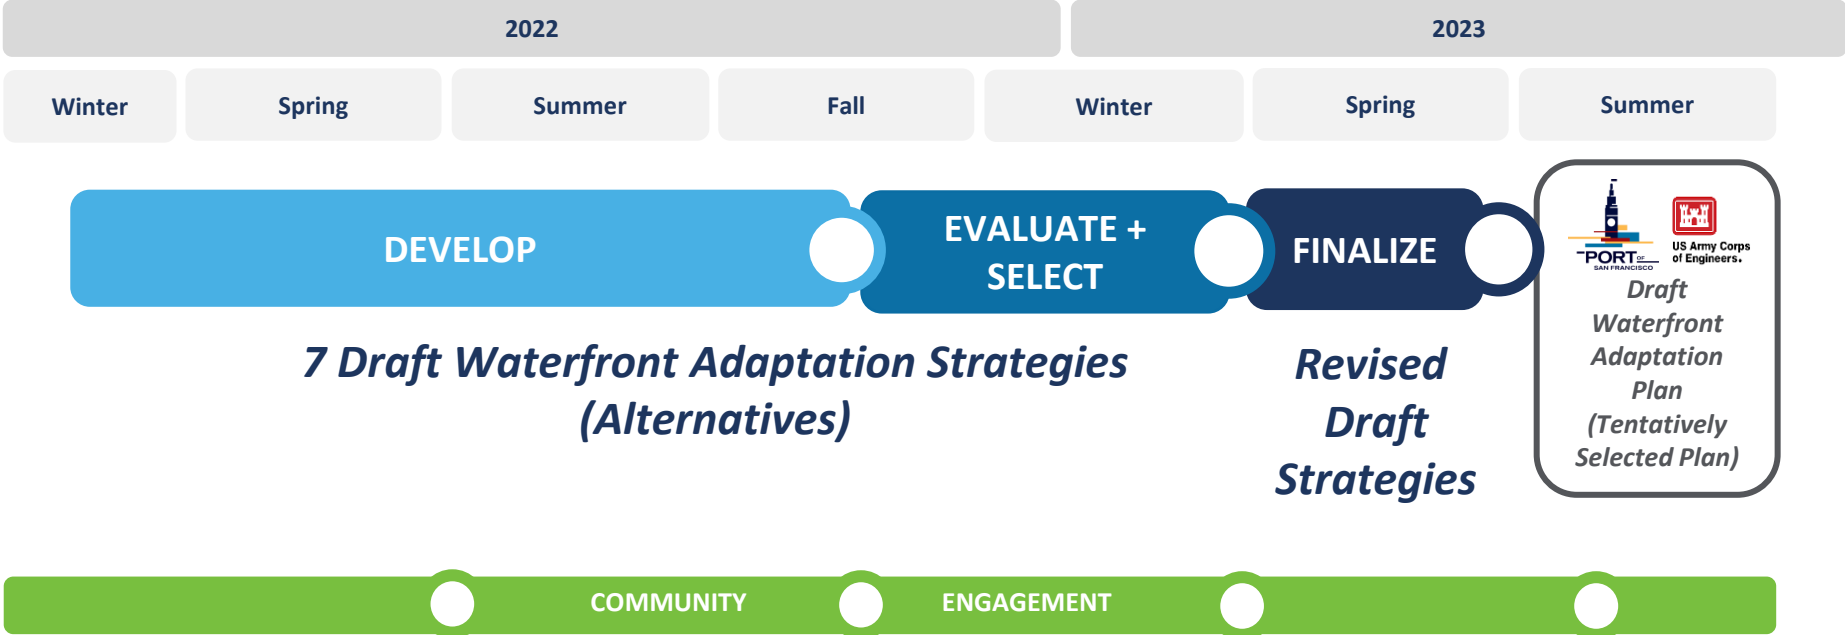 2022
2023
Winter
Spring
Summer
Fall
Winter
Spring
Summer
DEVELOP
EVALUATE +
SELECT
FINALIZE
PORT OF
SAN FRANCISCO
US Army Corps
of Engineers.
Draft
Waterfront
Adaptation
Plan
(Tentatively
Selected Plan)
7 Draft Waterfront Adaptation Strategies
(Alternatives)
Revised
Draft
Strategies
COMMUNITY
ENGAGEMENT